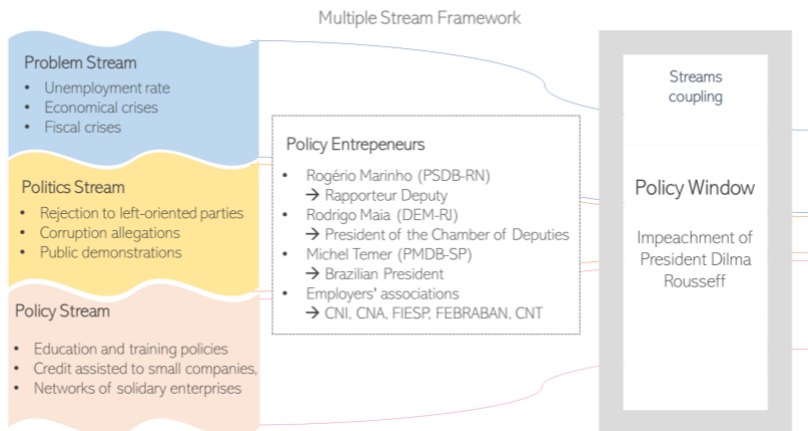 Multiple Stream Framework
Problem Stream
• Unemployment rate
• Economical crises
• Fiscal crises
Politics Stream
• Rejection to left-oriented parties
• Corruption allegations
• Public demonstrations
Policy Stream
• Education and training policies
• Credit assisted to small companies,
• Networks of solidary enterprises
Policy Entrepeneurs
• Rogério Marinho (PSDB-RN)
→ Rapporteur Deputy
• Rodrigo Maia (DEM-RJ)
→ President of the Chamber of Deputies
• Michel Temer (PMDB-SP)
→ Brazilian President
• Employers' associations
→ CNI, CNA, FIESP, FEBRABAN, CNT
Streams
coupling
Policy Window
Impeachment of
President Dilma
Rousseff